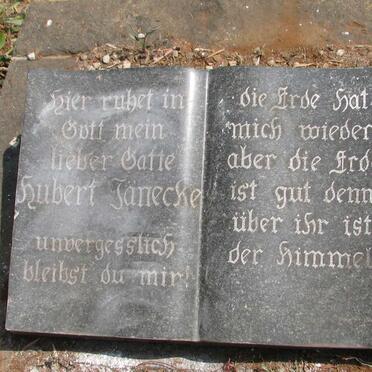 Hier ruhet in
Gott mein
lieber Gatte
Hubert Janecke
unvergesslich
bleibst du mir!
die Erde Hat
mich wieder
aber die Erd
ist gut denn
über ihr ist
der Himmel